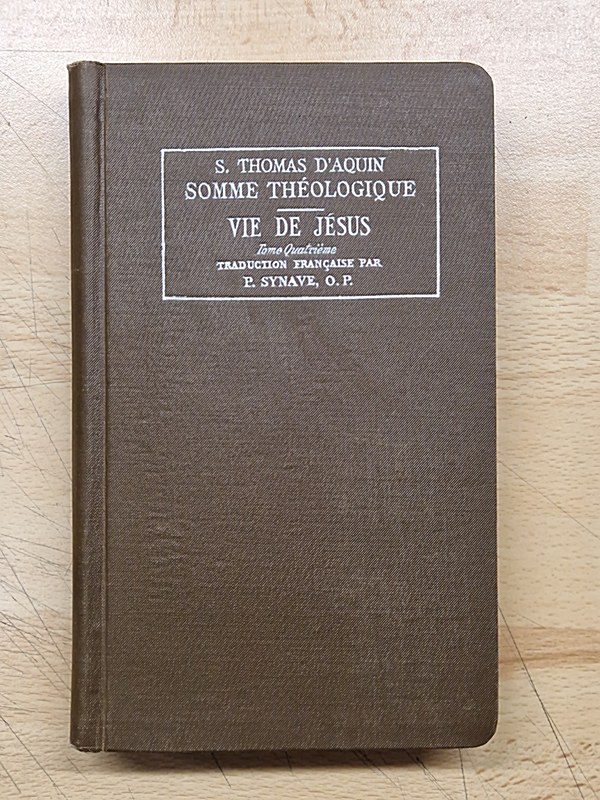 S. THOMAS D'AQUIN
SOMME THÉOLOGIQUE
VIE DE JÉSUS
Tome Quatrième
TRADUCTION FRANÇAISE PAR
P. SYNAVE, O.P.